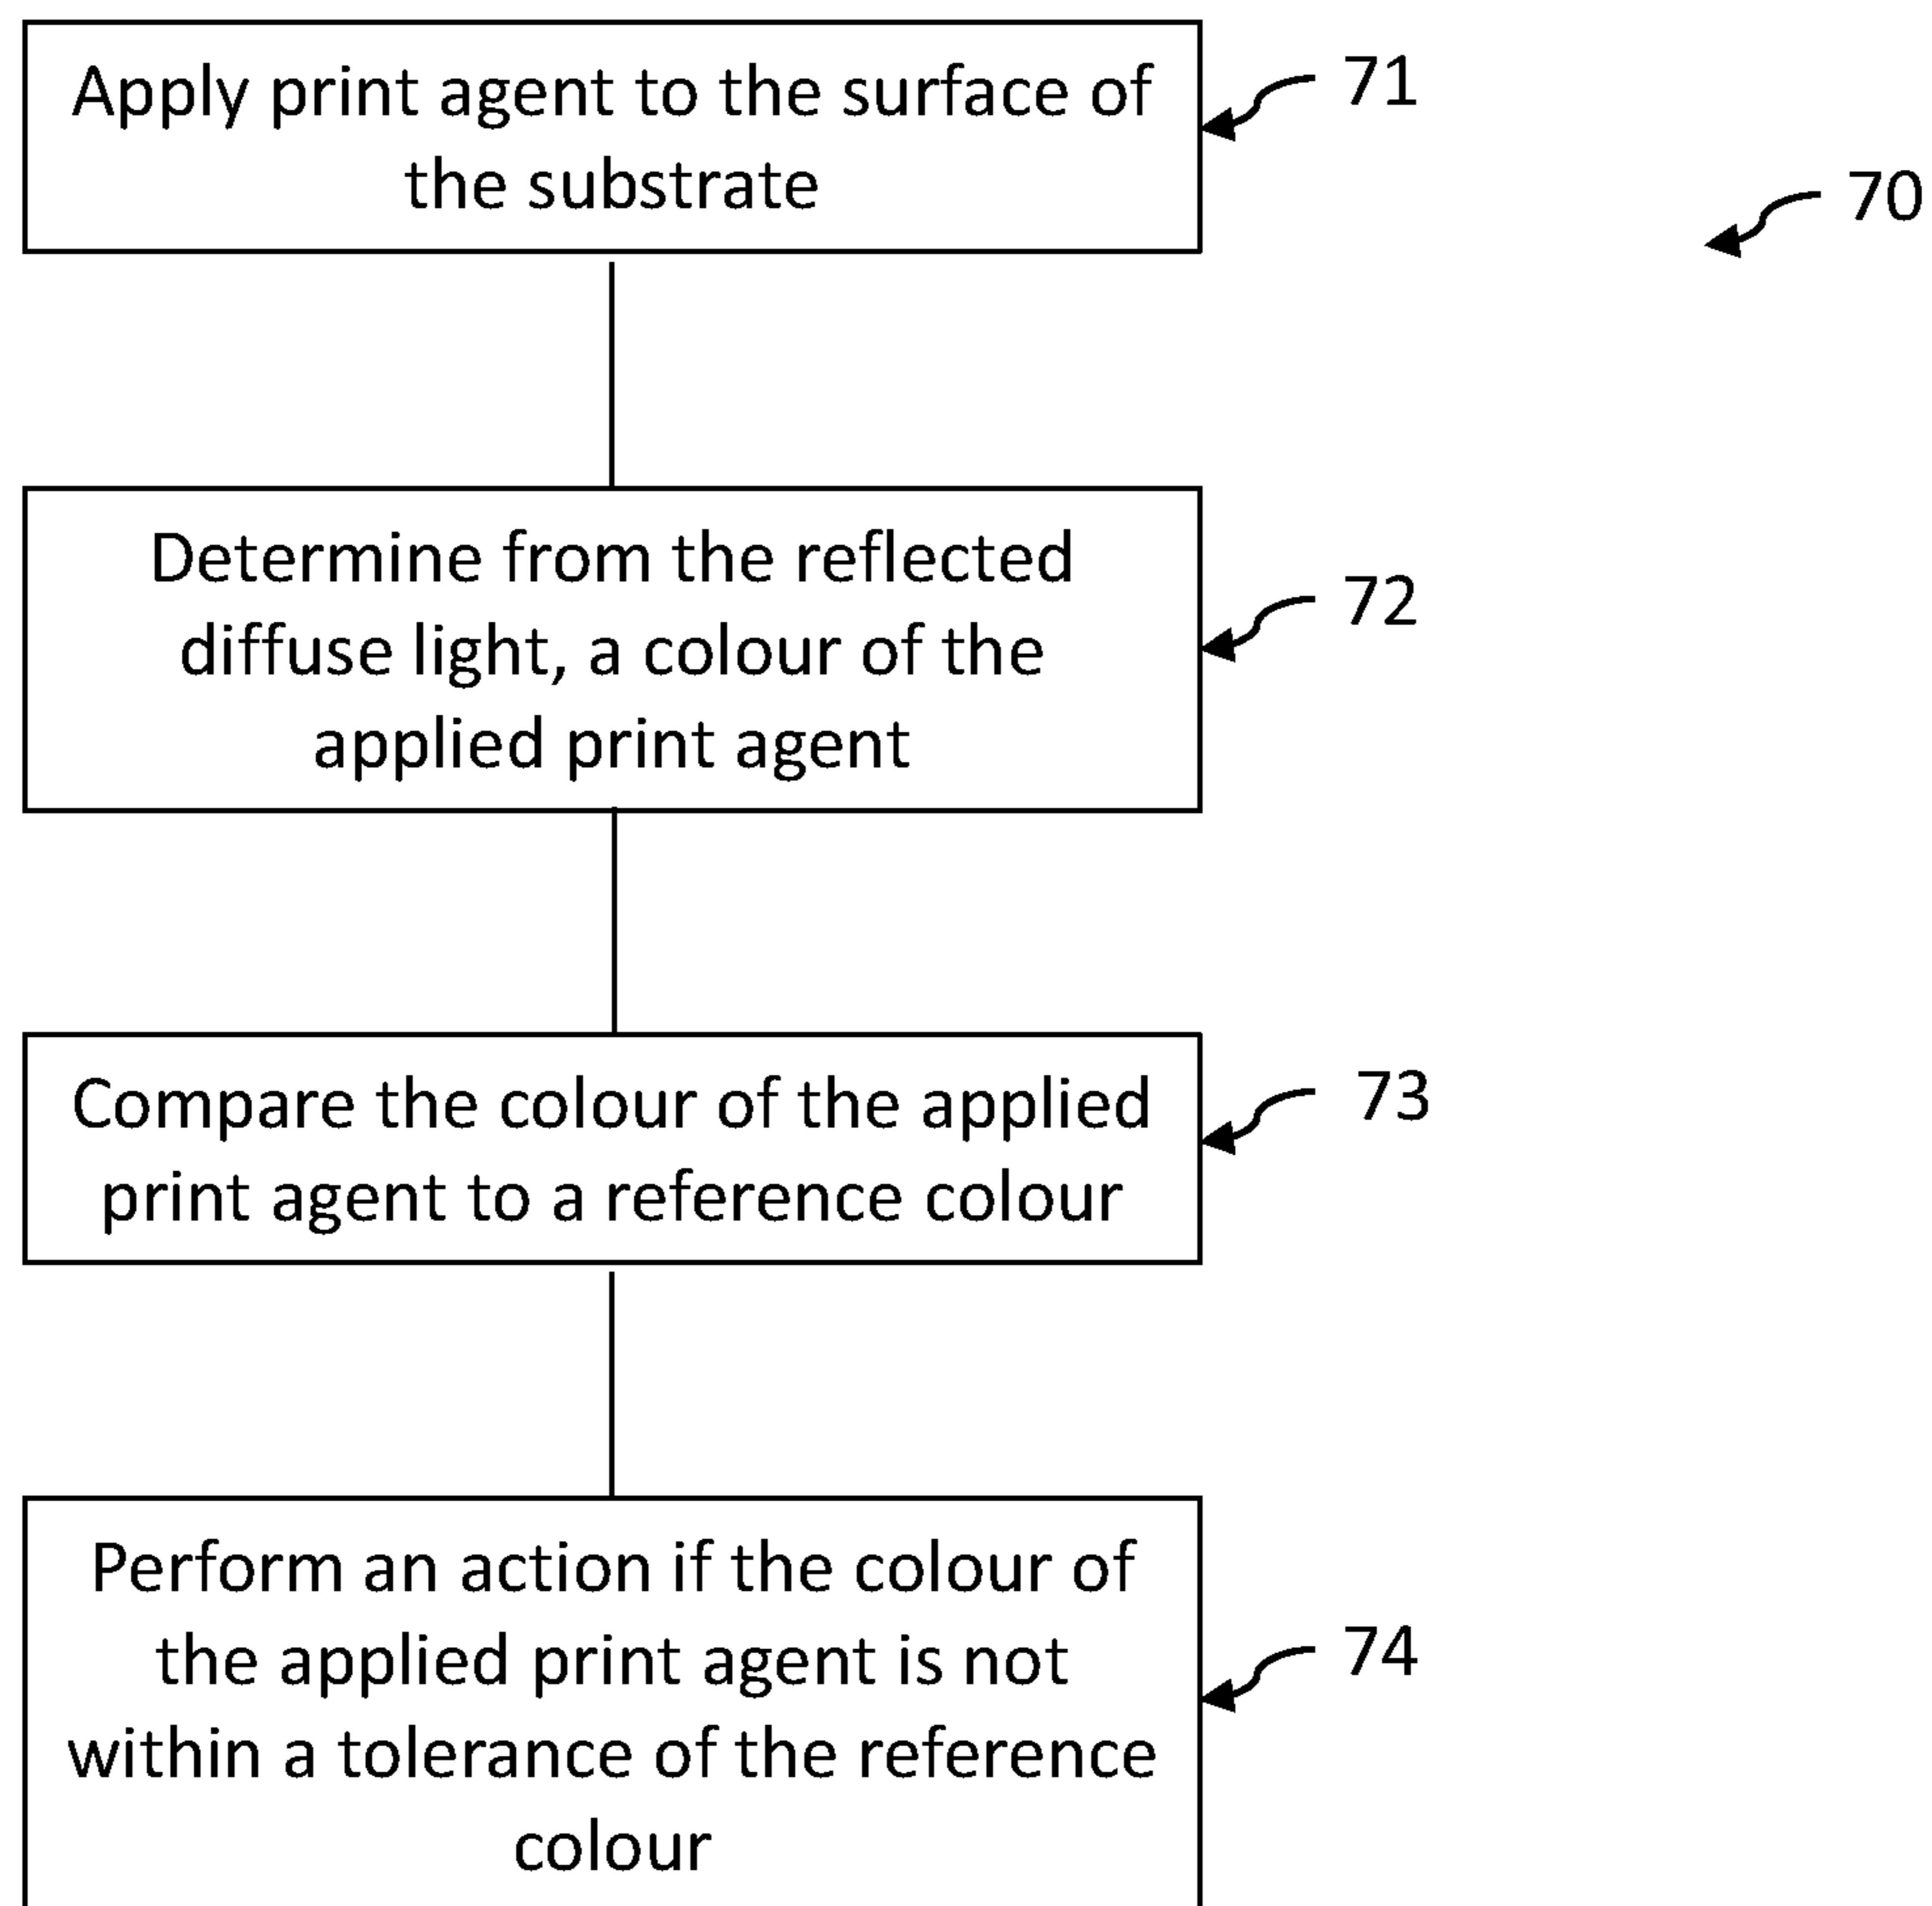 Apply print agent to the surface of
the substrate
71
70
Determine from the reflected
diffuse light, a colour of the
applied print agent
72
Compare the colour of the applied
print agent to a reference colour
73
Perform an action if the colour of
the applied print agent is not
within a tolerance of the reference
colour
74